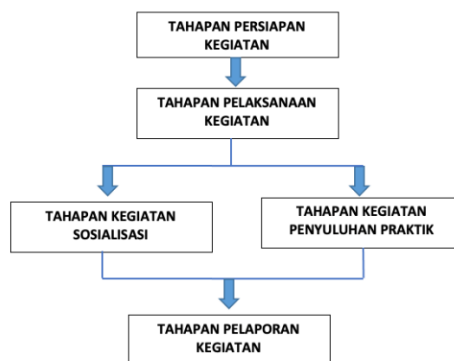 TAHAPAN PERSIAPAN
KEGIATAN
TAHAPAN PELAKSANAAN
KEGIATAN
TAHAPAN KEGIATAN
SOSIALISASI
TAHAPAN KEGIATAN
PENYULUHAN PRAKTIK
TAHAPAN PELAPORAN
KEGIATAN